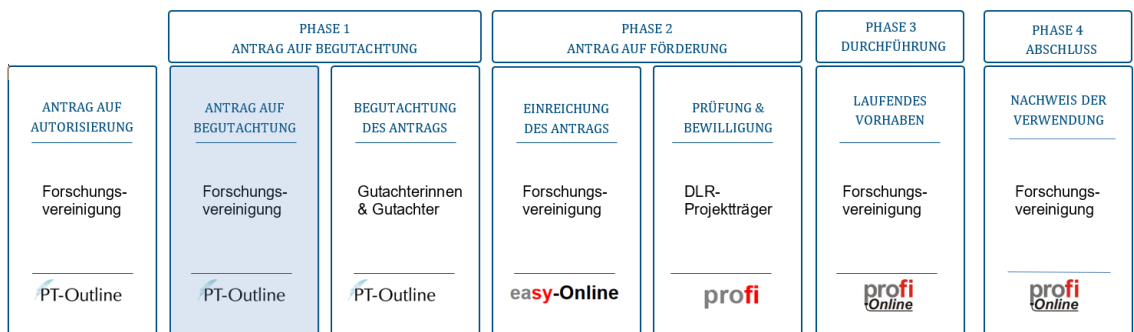 PHASE 1
ANTRAG AUF BEGUTACHTUNG
PHASE 2
ANTRAG AUF FÖRDERUNG
PHASE 3
DURCHFÜHRUNG
PHASE 4
ABSCHLUSS
ANTRAG AUF
AUTORISIERUNG
Forschungs-
vereinigung
PT-Outline
ANTRAG AUF
BEGUTACHTUNG
Forschungs-
vereinigung
PT-Outline
BEGUTACHTUNG
DES ANTRAGS
Gutachterinnen
& Gutachter
PT-Outline
EINREICHUNG
DES ANTRAGS
Forschungs-
vereinigung
easy-Online
PRÜFUNG &
BEWILLIGUNG
DLR-
Projektträger
profi
LAUFENDES
VORHABEN
Forschungs-
vereinigung
profi
-Online
NACHWEIS DER
VERWENDUNG
Forschungs-
vereinigung
profi
-Online